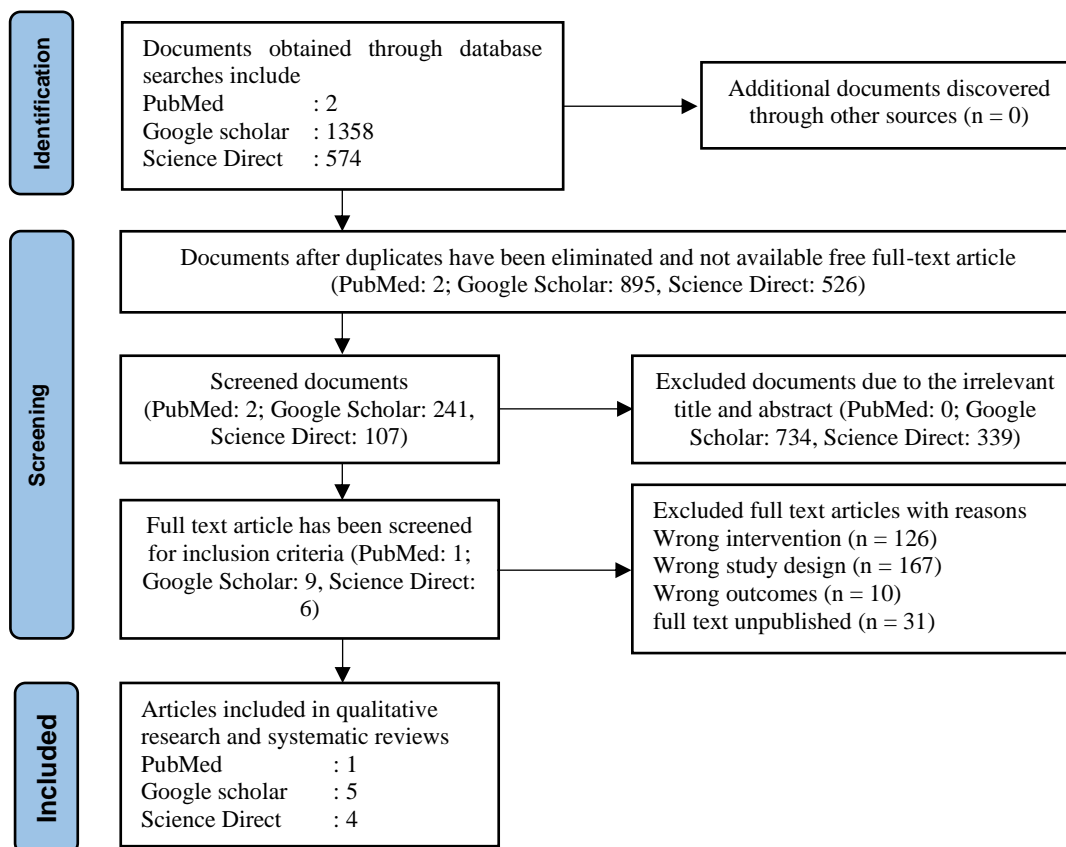 Identification
Documents obtained through database
searches include
PubMed : 2
Google scholar : 1358
Science Direct : 574
Additional documents discovered
through other sources (n = 0)
Screening
Documents after duplicates have been eliminated and not available free full-text article
(PubMed: 2; Google Scholar: 895, Science Direct: 526)
Screened documents
(PubMed: 2; Google Scholar: 241,
Science Direct: 107)
Excluded documents due to the irrelevant
title and abstract (PubMed: 0; Google
Scholar: 734, Science Direct: 339)
Full text article has been screened
for inclusion criteria (PubMed: 1;
Google Scholar: 9, Science Direct:
6)
Excluded full text articles with reasons
Wrong intervention (n = 126)
Wrong study design (n = 167)
Wrong outcomes (n = 10)
full text unpublished (n = 31)
Included
Articles included in qualitative
research and systematic reviews
PubMed : 1
Google scholar : 5
Science Direct : 4